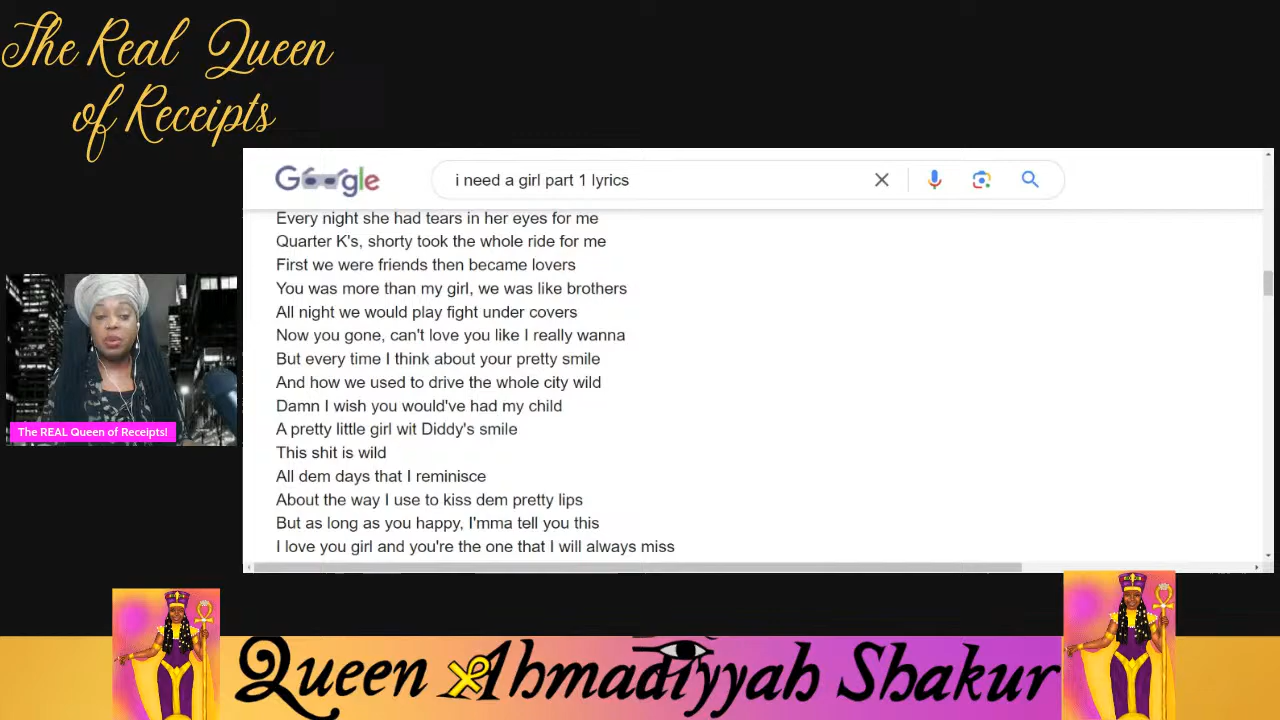 The Real Queen
of Receipts
Google
i need a girl part 1 lyrics
Every night she had tears in her eyes for me
Quarter K's, shorty took the whole ride for me
First we were friends then became lovers
You was more than my girl, we was like brothers
All night we would play fight under covers
Now you gone, can't love you like I really wanna
But every time I think about your pretty smile
And how we used to drive the whole city wild
Damn I wish you would've had my child
A pretty little girl wit Diddy's smile
This shit is wild
All dem days that I reminisce
About the way I use to kiss dem pretty lips
But as long as you happy, I'mma tell you this
I love you girl and you're the one that I will always miss
The REAL Queen of Receipts!
Queen Ahmadiyyah Shakur